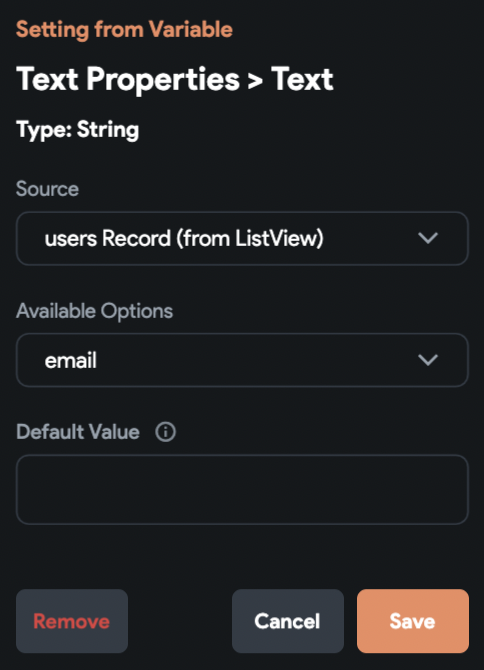 Setting from Variable
Text Properties > Text
Type: String
Source
users Record (from ListView)
Available Options
email
Default Value
Remove Cancel Save